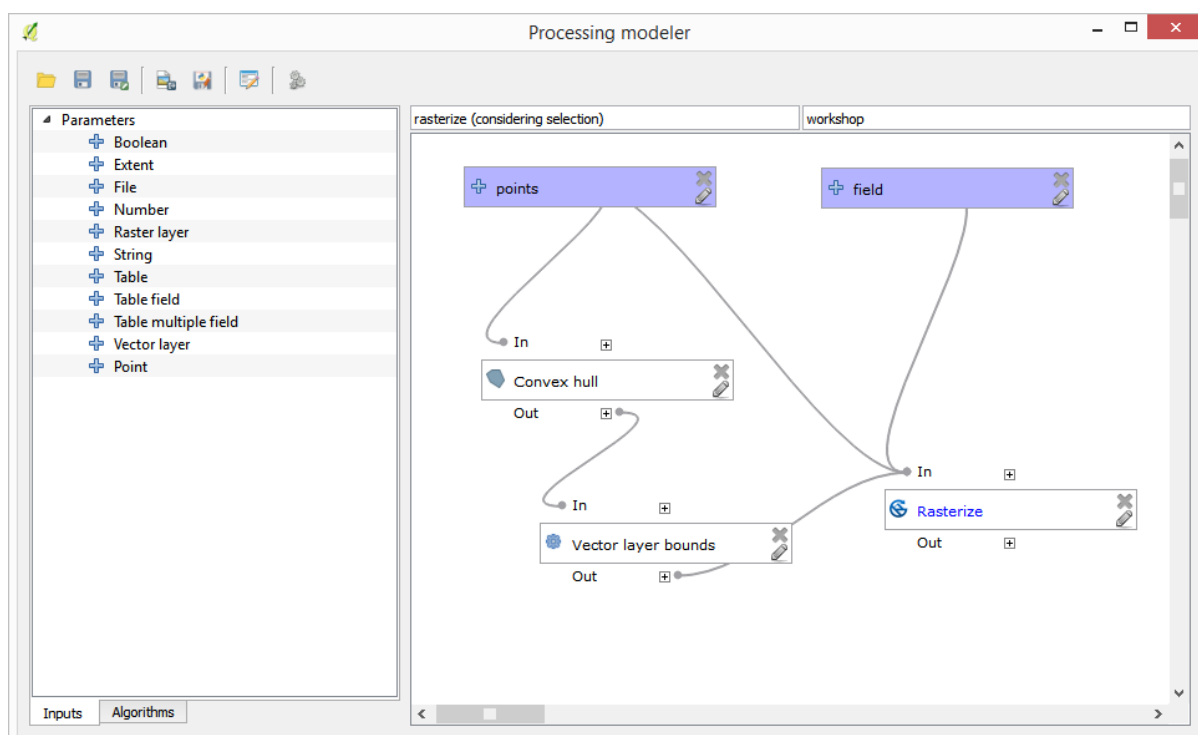 Processing modeler
Parameters
Boolean
Extent
File
Number
Raster layer
String
Table
Table field
Table multiple field
Vector layer
Point
Inputs
Algorithms
rasterize (considering selection)
workshop
points
field
In
Convex hull
Out
In
Vector layer bounds
Out
In
Rasterize
Out